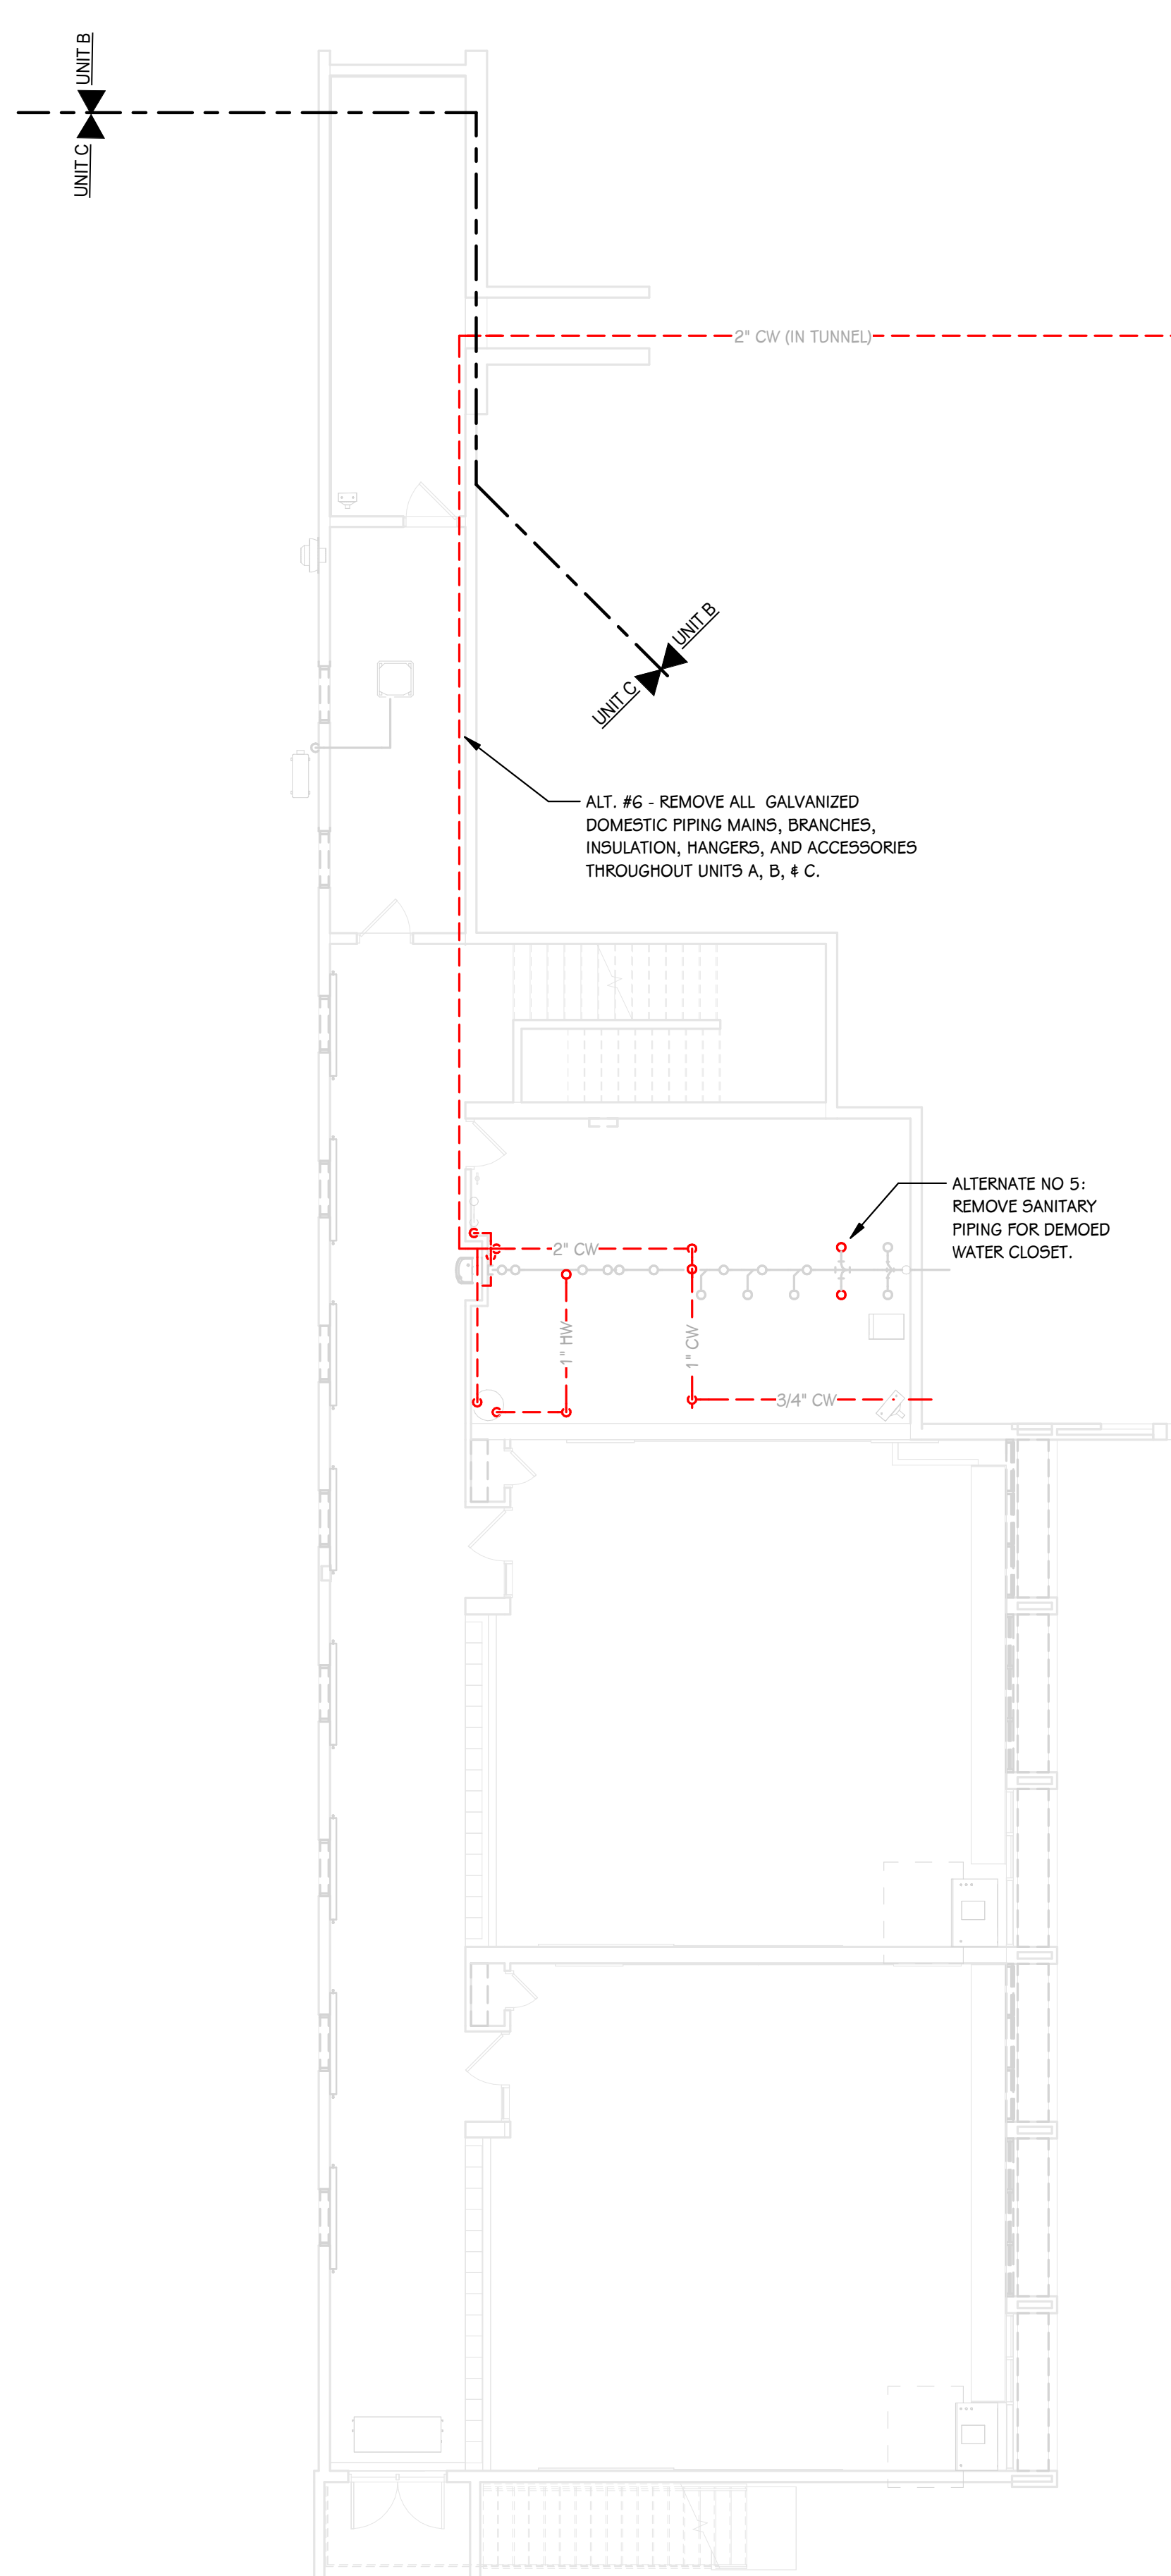 UNIT B
UNIT C
2" CW (IN TUNNEL)
UNIT B
UNIT C
ALT. #6 - REMOVE ALL GALVANIZED
DOMESTIC PIPING MAINS, BRANCHES,
INSULATION, HANGERS, AND ACCESSORIES
THROUGHOUT UNITS A, B, & C.
ALTERNATE NO 5:
REMOVE SANITARY
PIPING FOR DEMOED
WATER CLOSET.
2" CW
1" HW
1" CW
3/4" CW